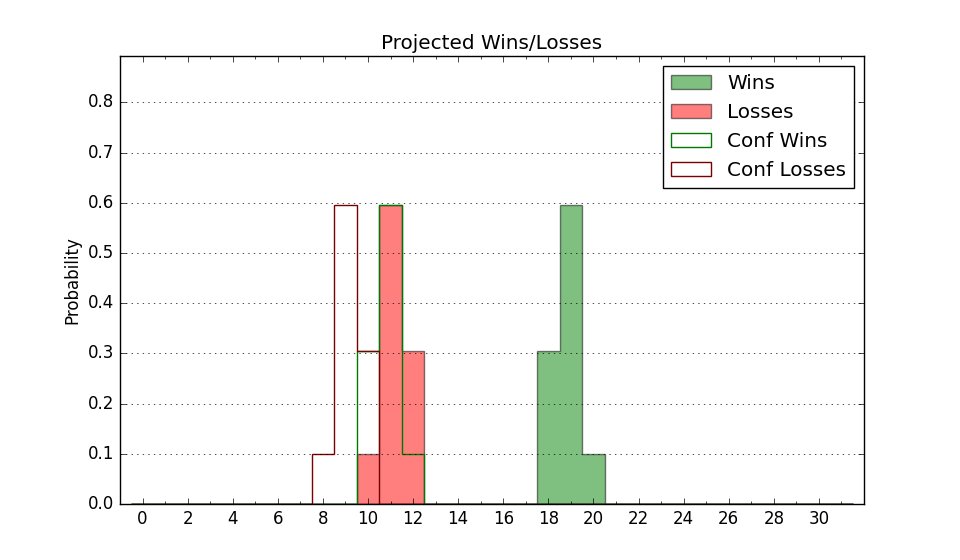 Projected Wins/Losses
Wins
Losses
Conf Wins
Conf Losses
Probability
0.8
0.7
0.6
0.5
0.4
0.3
0.2
0.1
0.0
0 2 4 6 8 10 12 14 16 18 20 22 24 26 28 30